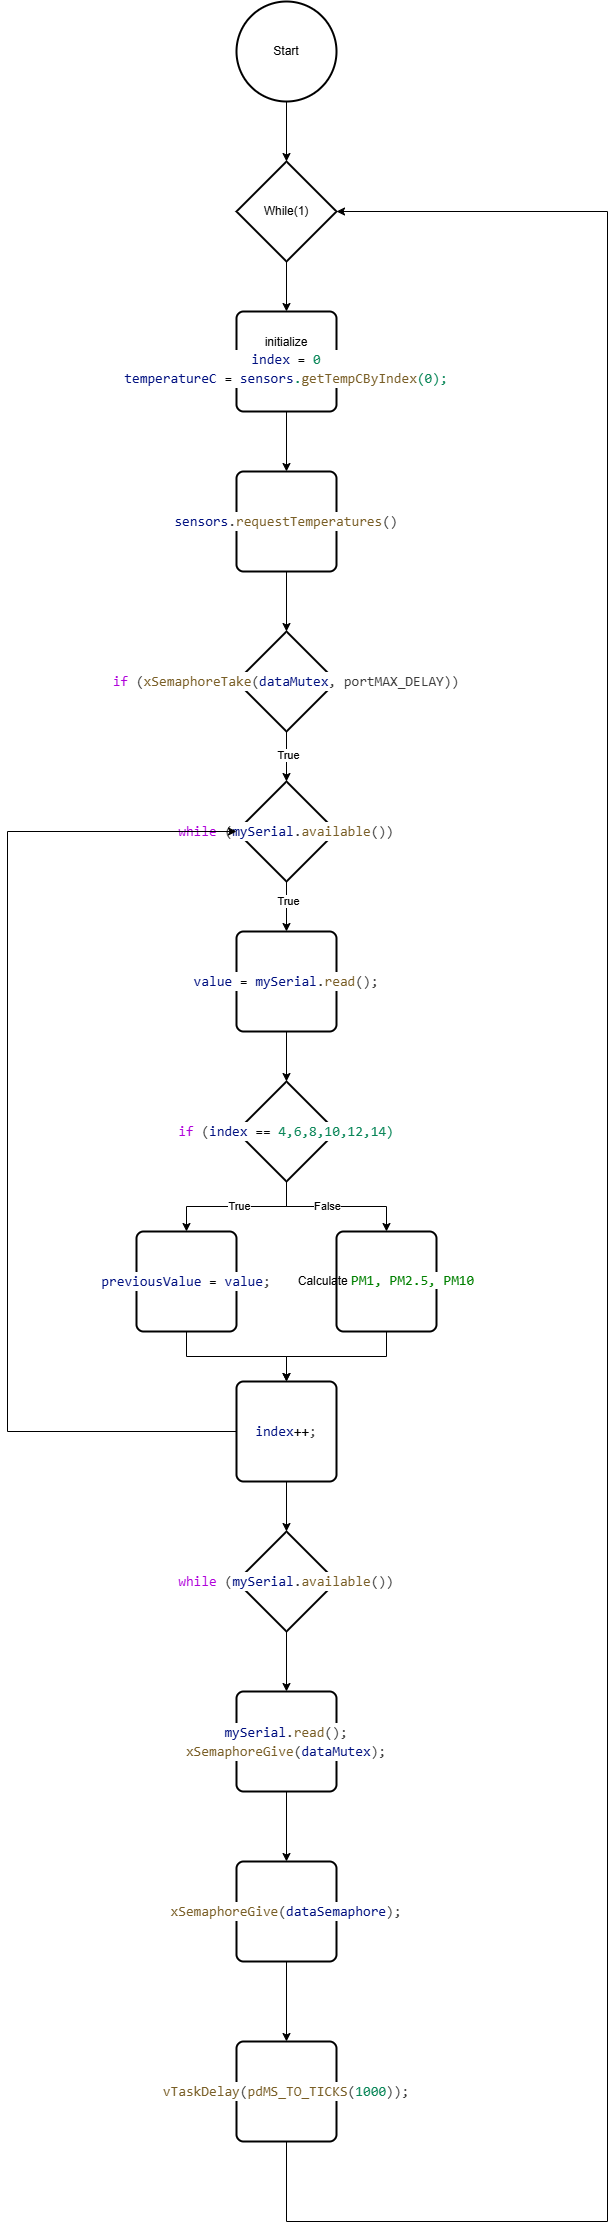 Start
While(1)
initialize
index = 0
temperatureC = sensors.getTempCByIndex(0);
sensors.requestTemperatures()
if (xSemaphoreTake(dataMutex, portMAX_DELAY))
True
while (mySerial.available())
True
value = mySerial.read();
if (index == 4,6,8,10,12,14)
True
False
previousValue = value;
Calculate PM1, PM2.5, PM10
index++;
while (mySerial.available())
mySerial.read();
xSemaphoreGive(dataMutex);
xSemaphoreGive(dataSemaphore);
vTaskDelay(pdMS_TO_TICKS(1000));